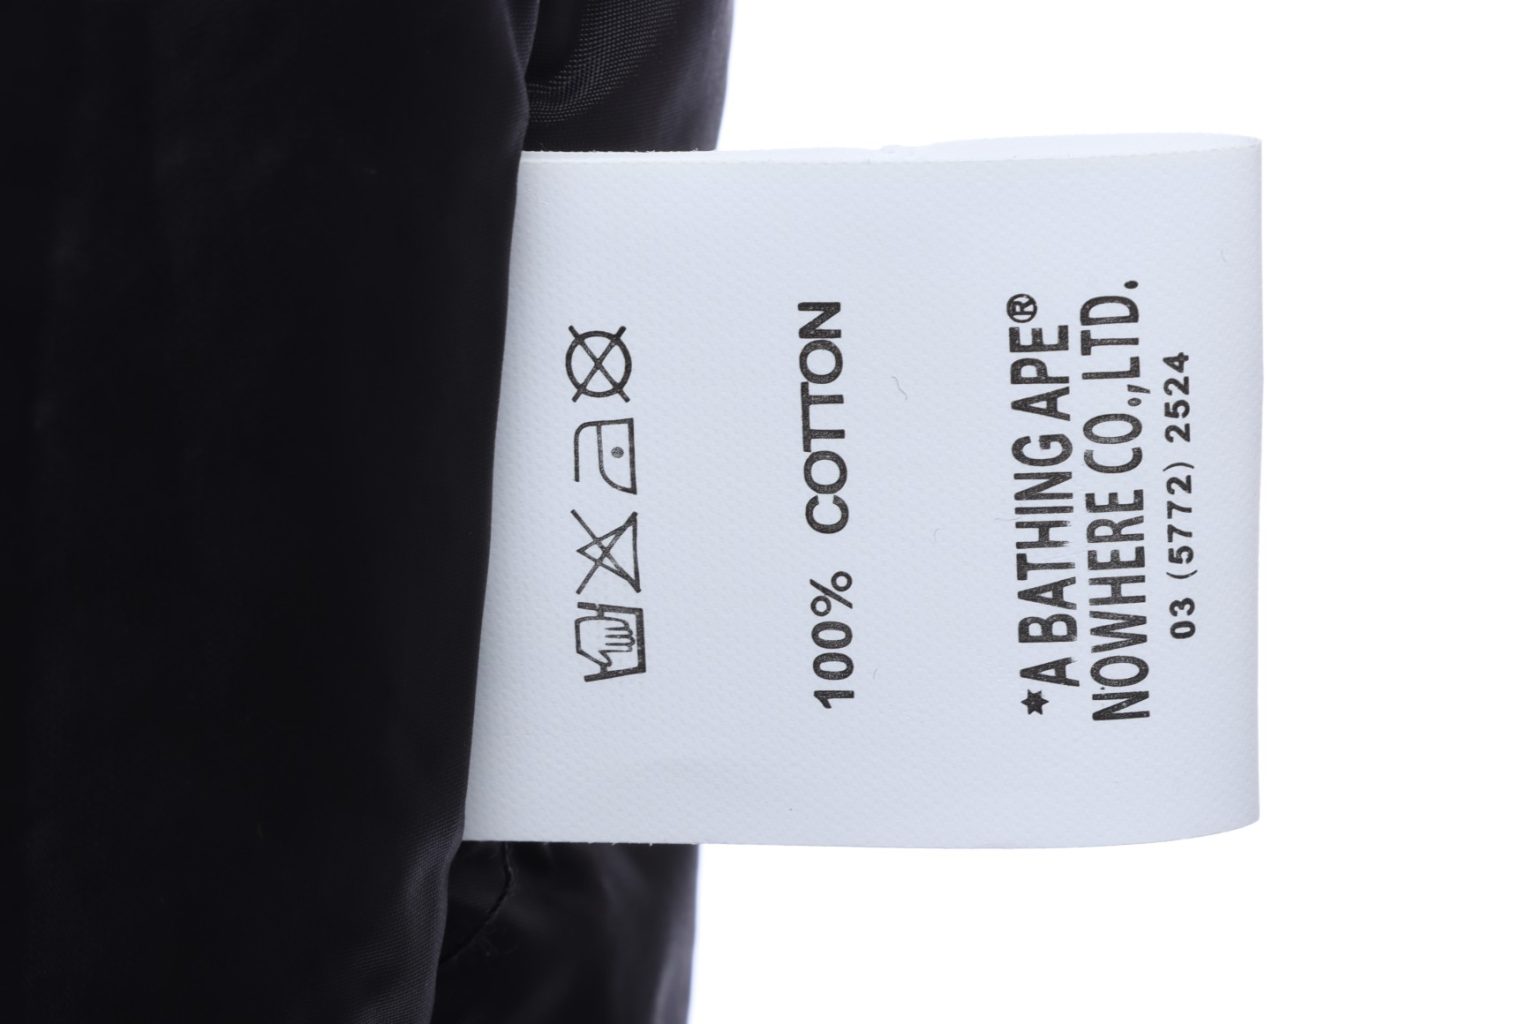 100% COTTON
*A BATHING APE®
NOWHERE CO.,LTD.
03 (5772) 2524